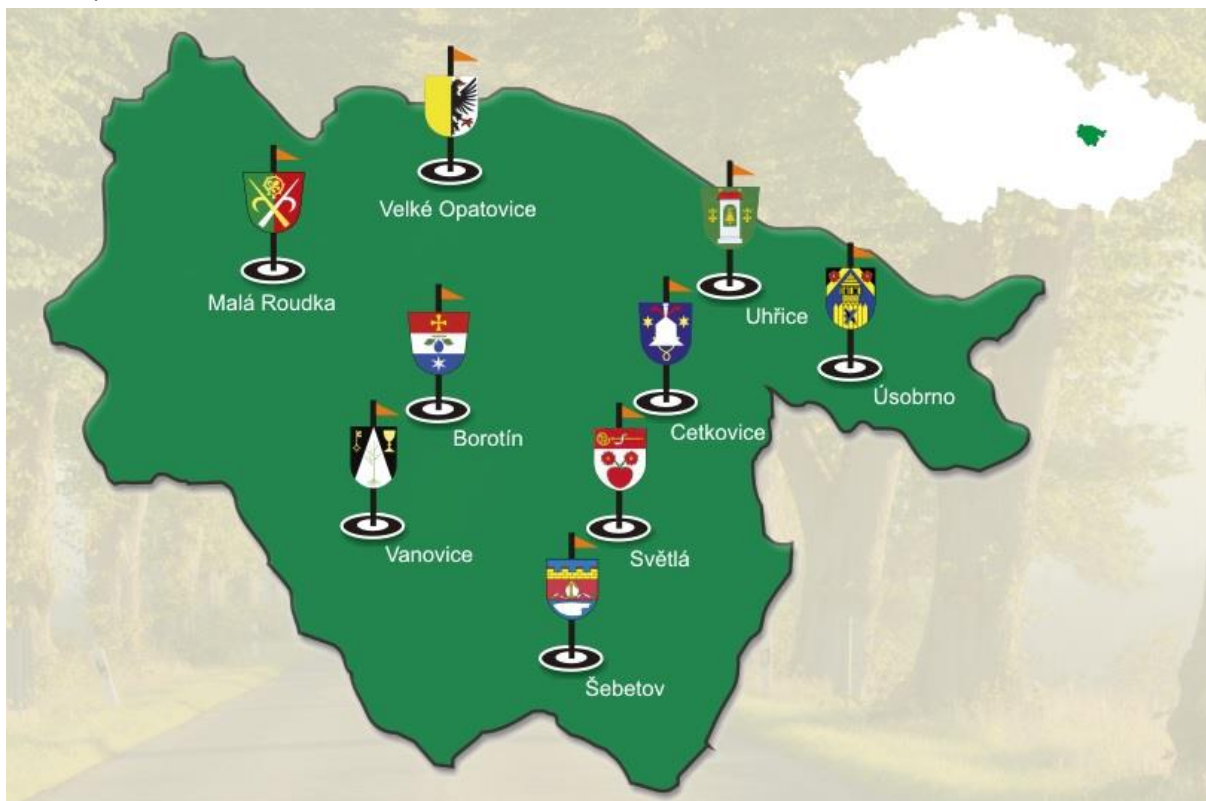 Velké Opatovice
Malá Roudka
Uhřice
Úsobrno
Borotín
Cetkovice
Vanovice
Světlá
Šebetov